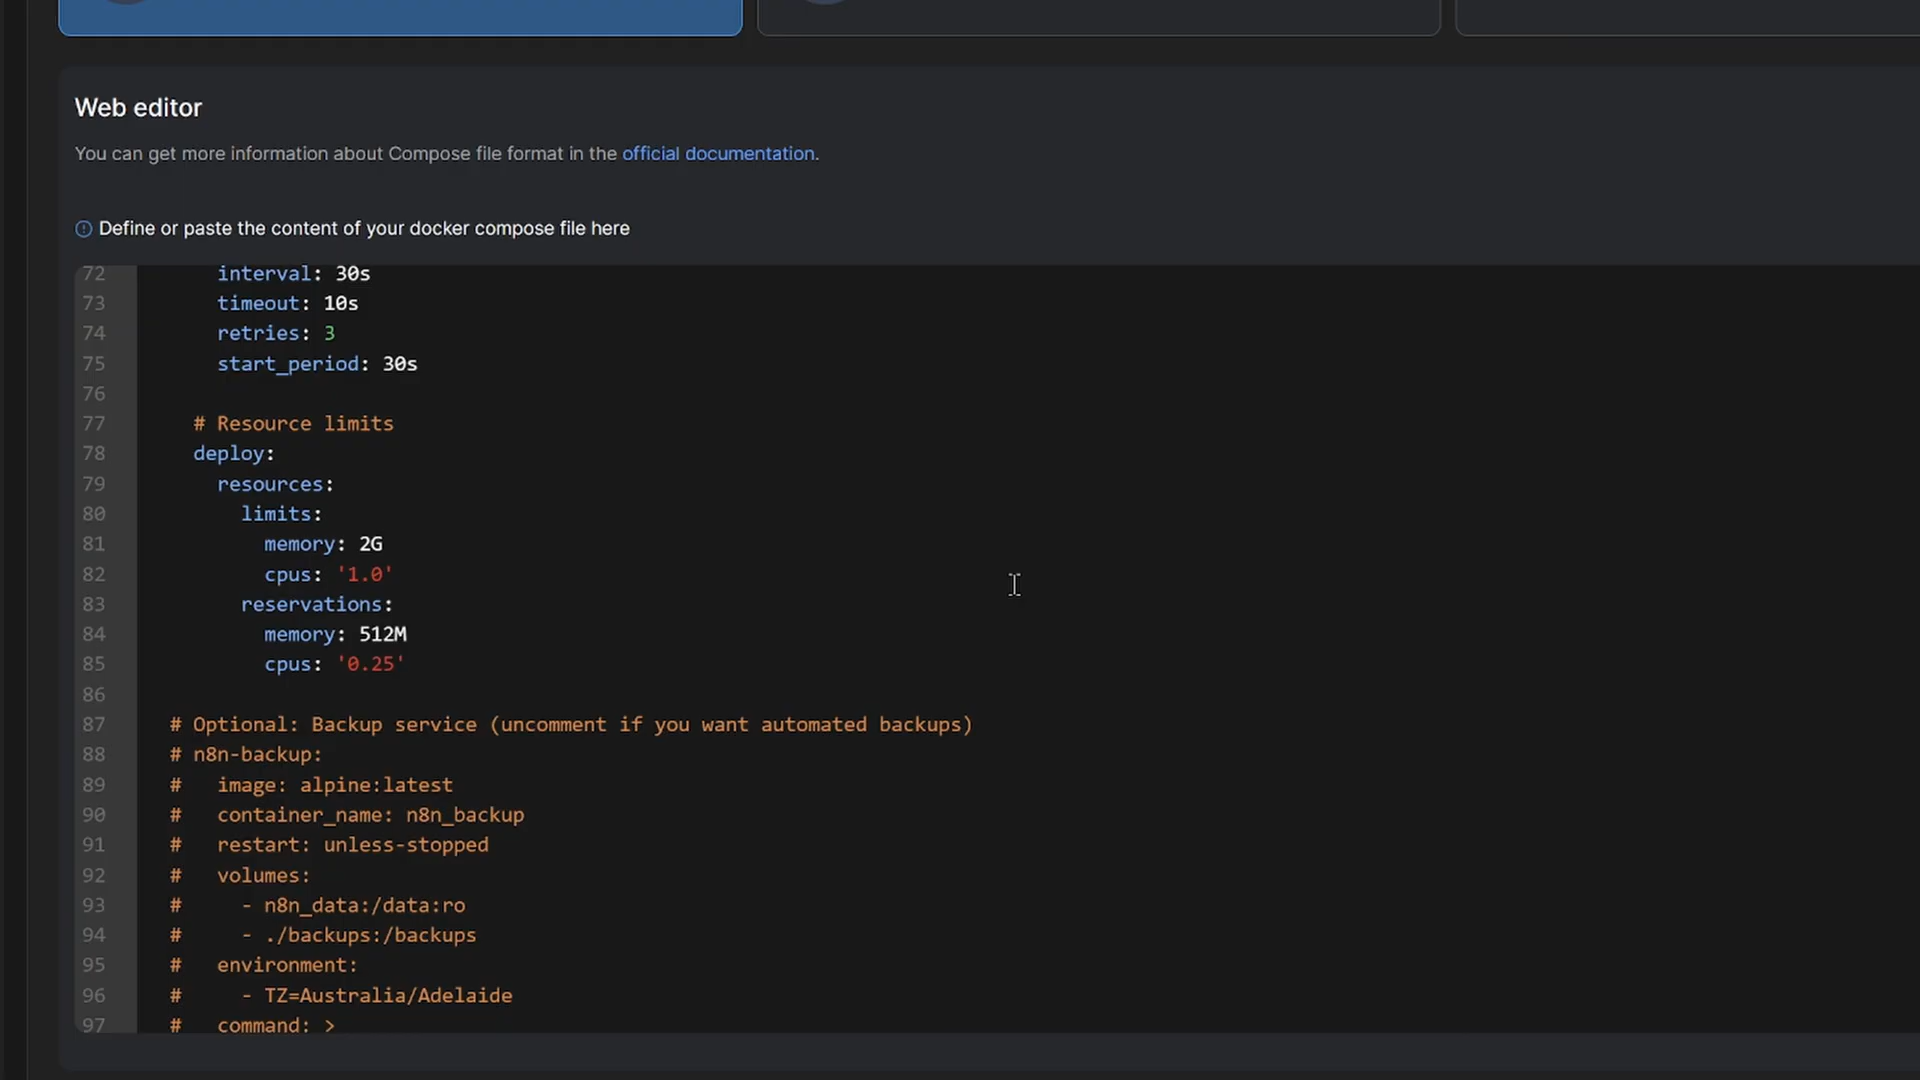 Web editor
You can get more information about Compose file format in the official documentation.
Define or paste the content of your docker compose file here
72 interval: 30s
73 timeout: 10s
74 retries: 3
75 start_period: 30s
76
77 # Resource limits
78 deploy:
79 resources:
80 limits:
81 memory: 2G
82 cpus: '1.0'
83 reservations:
84 memory: 512M
85 cpus: '0.25'
86
87 # Optional: Backup service (uncomment if you want automated backups)
88 # n8n-backup:
89 # image: alpine:latest
90 # container_name: n8n_backup
91 # restart: unless-stopped
92 # volumes:
93 # - n8n_data:/data:ro
94 # - ./backups:/backups
95 # environment:
96 # - TZ=Australia/Adelaide
97 # command: >